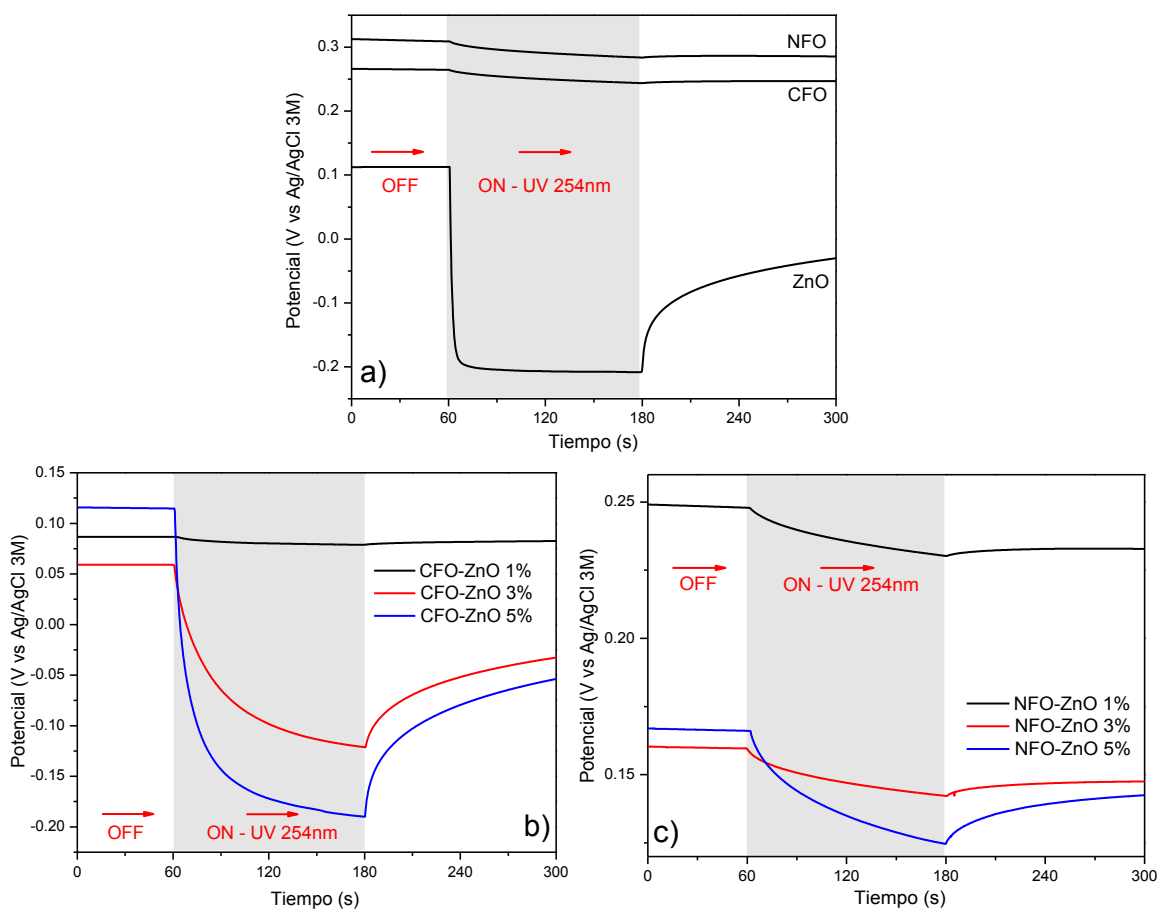 Potencial (V vs Ag/AgCl 3M)
0.3
0.2
0.1
0.0
-0.1
-0.2
NFO
CFO
OFF
ON - UV 254nm
ZnO
a)
0
60
120
180
240
300
Tiempo (s)
Potencial (V vs Ag/AgCl 3M)
0.15
0.10
0.05
0.00
-0.05
-0.10
-0.15
-0.20
CFO-ZnO 1%
CFO-ZnO 3%
CFO-ZnO 5%
OFF
ON - UV 254nm
b)
0
60
120
180
240
300
Tiempo (s)
Potencial (V vs Ag/AgCl 3M)
0.25
0.20
0.15
OFF
ON - UV 254nm
NFO-ZnO 1%
NFO-ZnO 3%
NFO-ZnO 5%
c)
0
60
120
180
240
300
Tiempo (s)